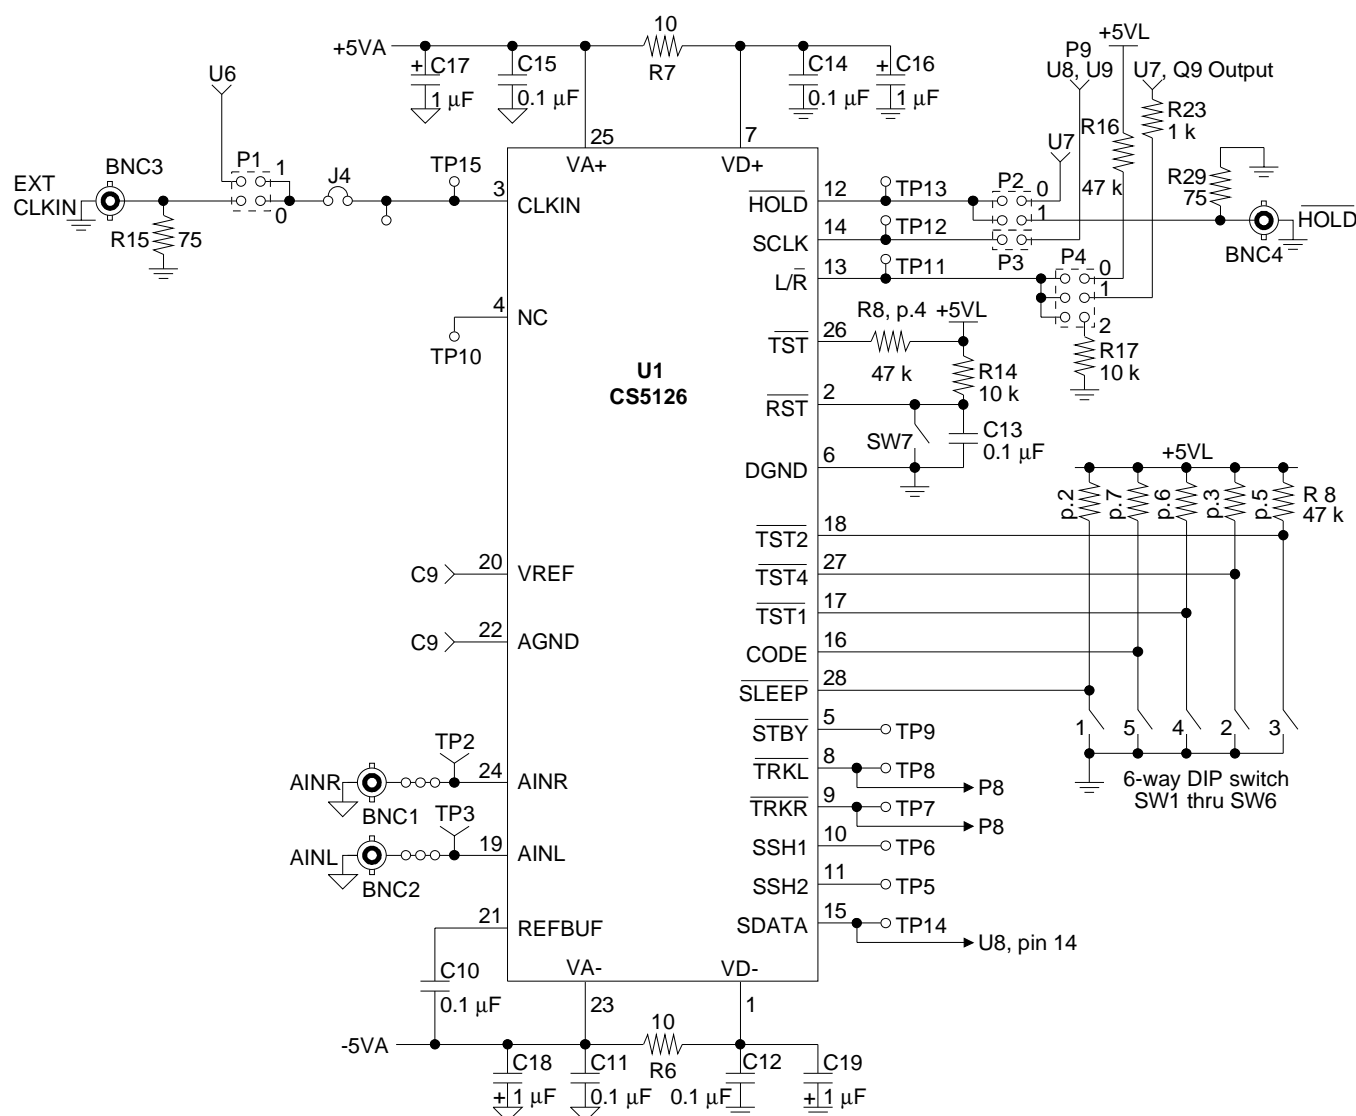 +5VA
10
R7
+ C17
1 µF
C15
0.1 µF
C14
0.1 µF
+ C16
1 µF
25
7
VA+
VD+
U6
P1
1
0
J4
TP15
3
CLKIN
EXT
CLKIN
BNC3
R15
75
4
NC
TP10
U1
CS5126
+5VL
P9
U8, U9
U7, Q9 Output
R23
1 k
R16
47 k
U7
R29
75
12
HOLD
TP13
P2
0
1
HOLD
BNC4
14
SCLK
TP12
P3
13
L/R
TP11
P4
0
1
2
R17
10 k
R8, p.4
+5VL
26
TST
47 k
R14
10 k
2
RST
SW7
C13
0.1 µF
6
DGND
+5VL
p.2
p.7
p.6
p.3
p.5
R 8
47 k
18
TST2
27
TST4
17
TST1
16
CODE
28
SLEEP
1
5
4
2
3
6-way DIP switch
SW1 thru SW6
5
STBY
TP9
8
TRKL
TP8
P8
9
TRKR
TP7
P8
10
SSH1
TP6
11
SSH2
TP5
15
SDATA
TP14
U8, pin 14
C9
20
VREF
C9
22
AGND
TP2
AINR
BNC1
24
AINR
TP3
AINL
BNC2
19
AINL
21
REFBUF
C10
0.1 µF
VA-
VD-
23
1
-5VA
10
R6
C18
+ 1 µF
C11
0.1 µF
C12
0.1 µF
C19
+ 1 µF